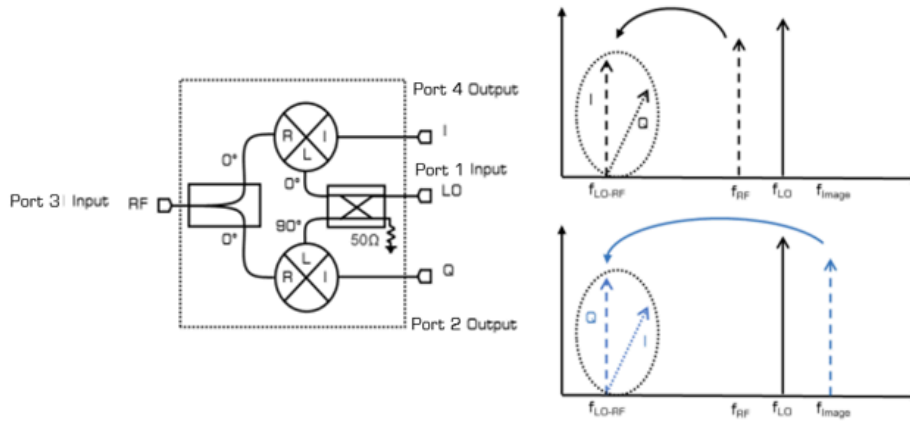 Port 4 Output
I
R I
L
0°
0°
Port 1 Input
LO
Port 3 Input RF
0°
90°
50Ω
L
R I
Q
Port 2 Output
I
Q
fLO-RF fRF fLO fImage
Q
I
fLO-RF fRF fLO fImage